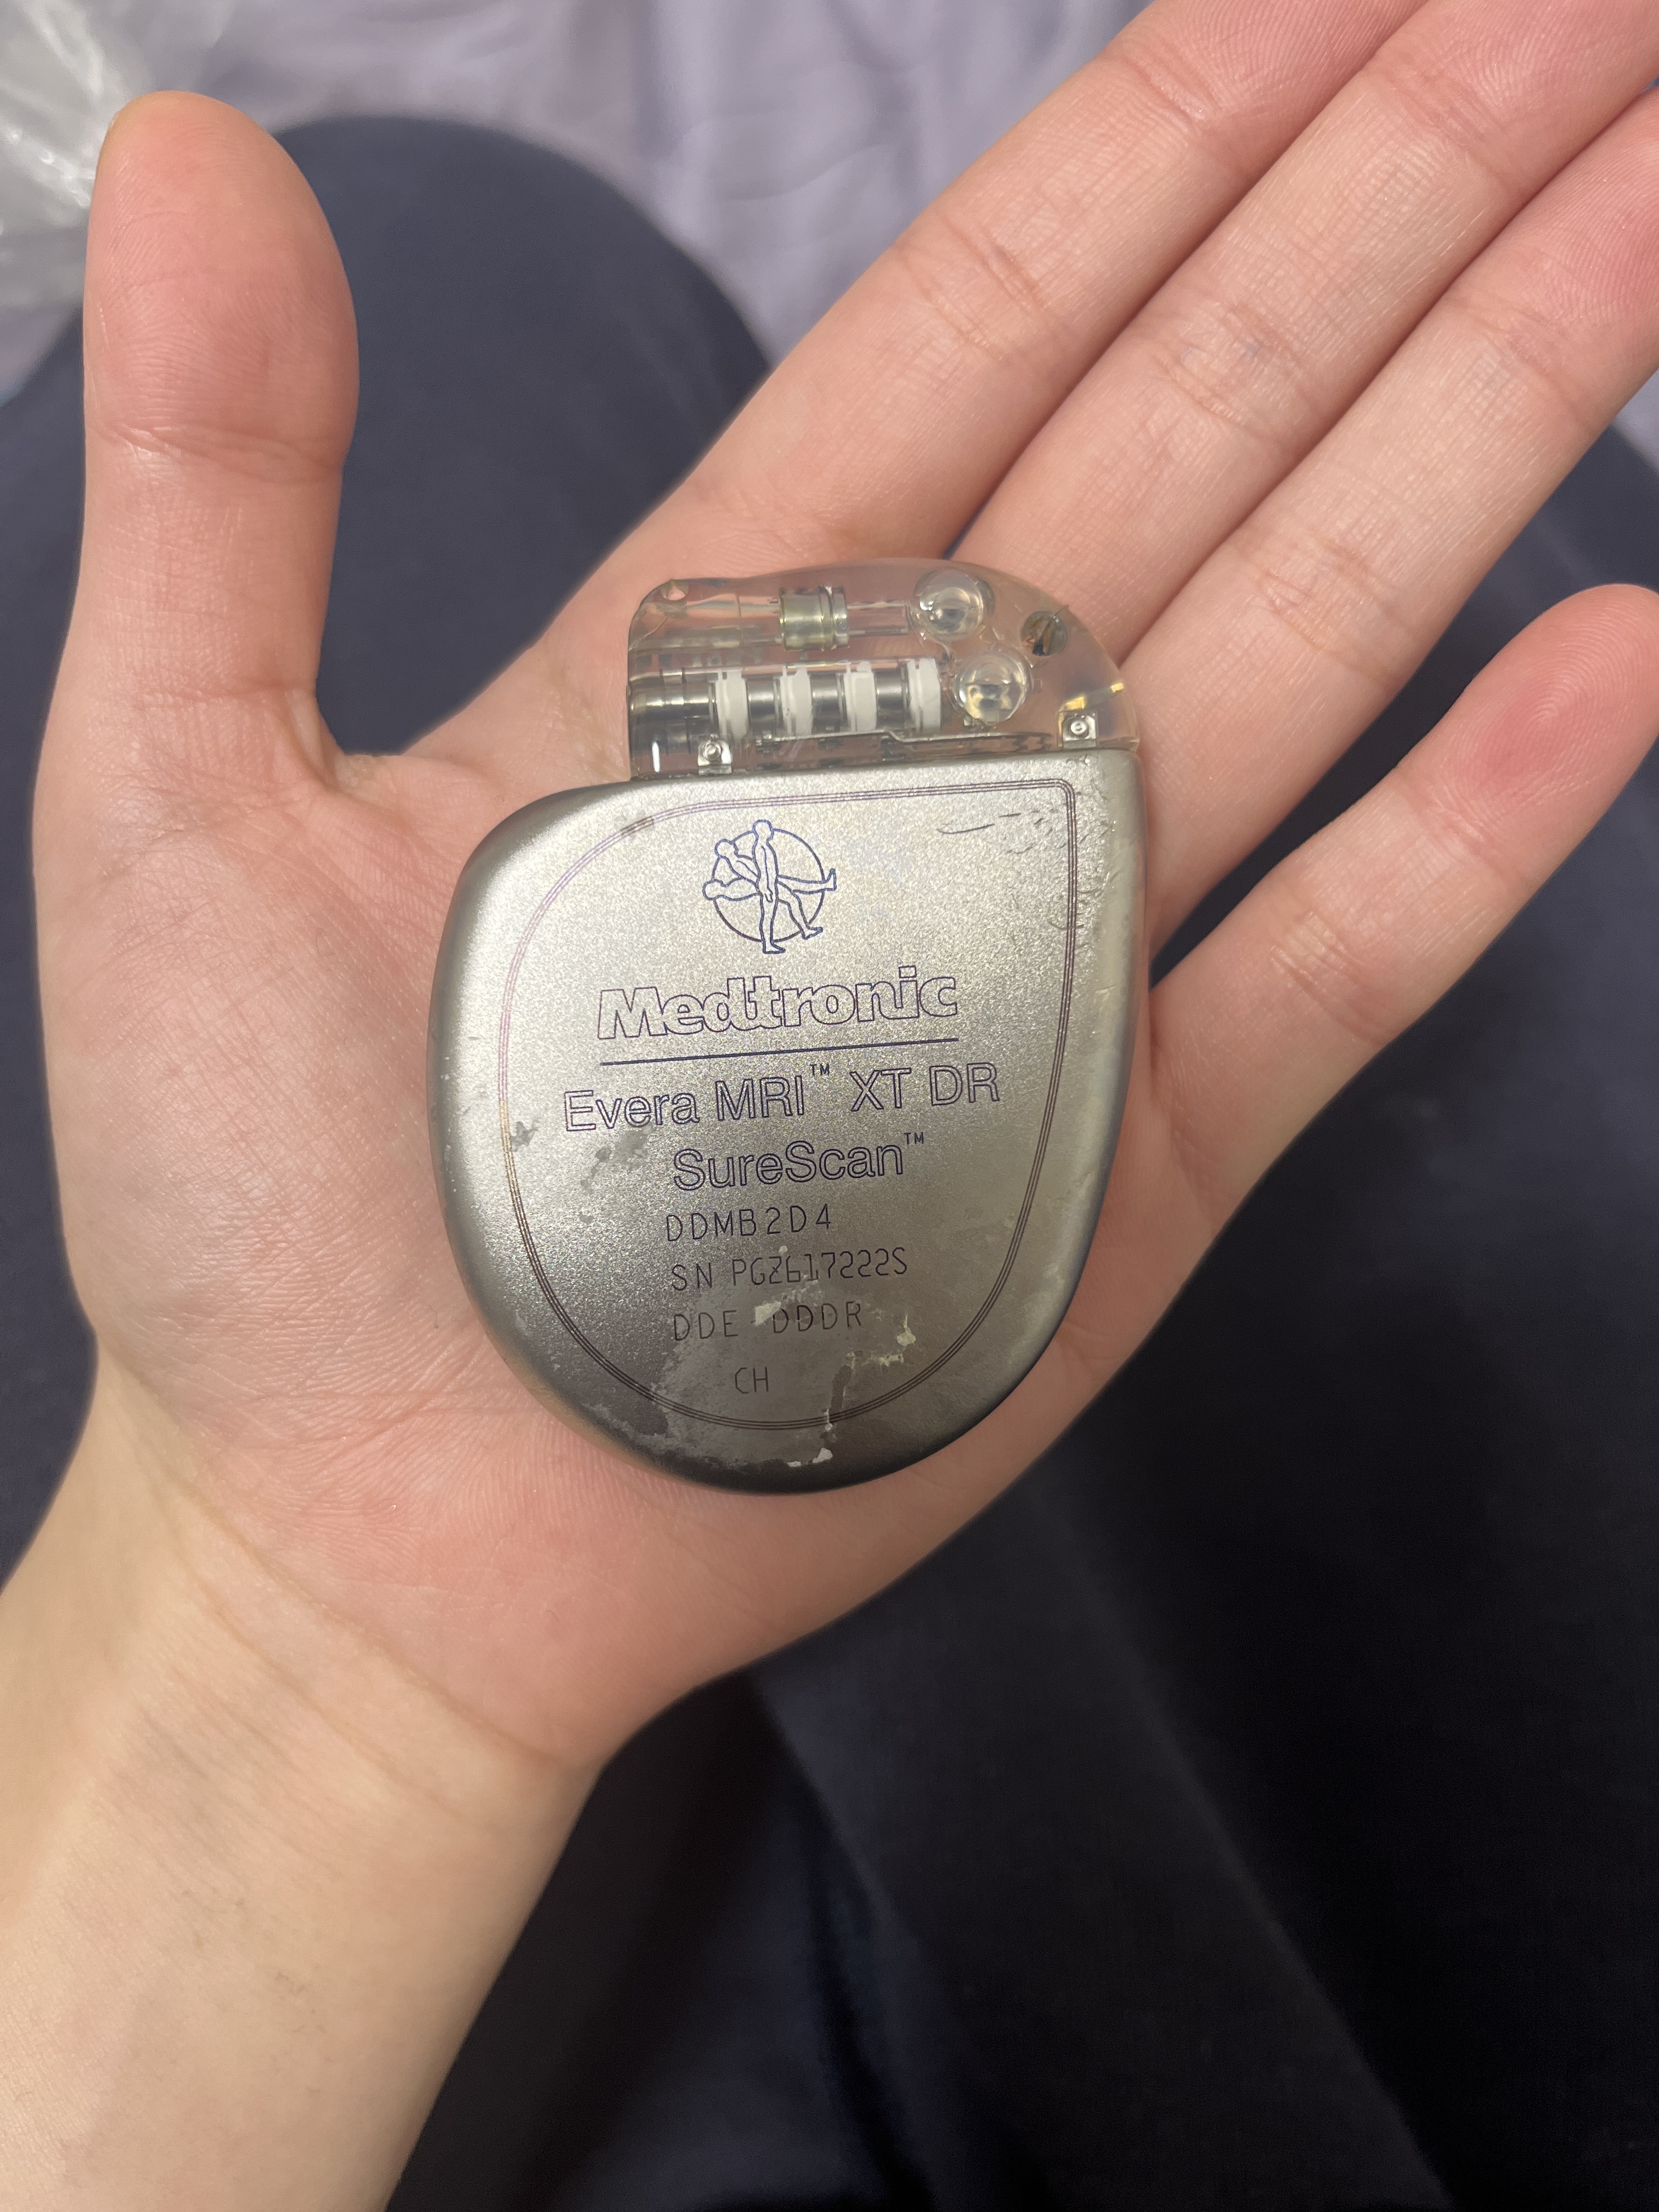 Medtronic
Evera MRI™ XT DR
SureScan™
DDMB2D4
SN PGZ617222S
DDE DDDR
CH